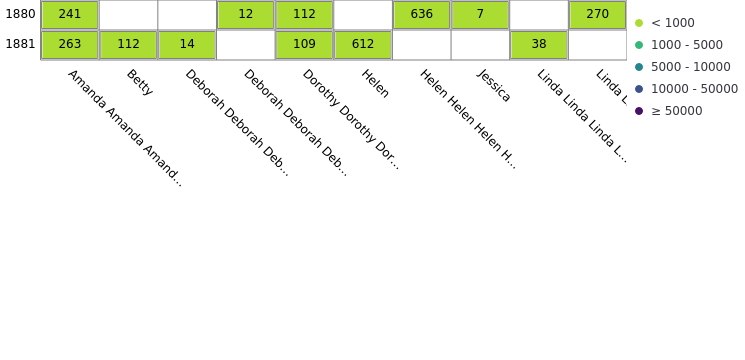 1880 241 12 112 636 7 270
1881 263 112 14 109 612 38
Amanda Amanda Amand...
Betty
Deborah Deborah Deb...
Deborah Deborah Deb...
Dorothy Dorothy Dor...
Helen
Helen Helen Helen H...
Jessica
Linda Linda Linda L...
Linda L
< 1000
1000 - 5000
5000 - 10000
10000 - 50000
≥ 50000